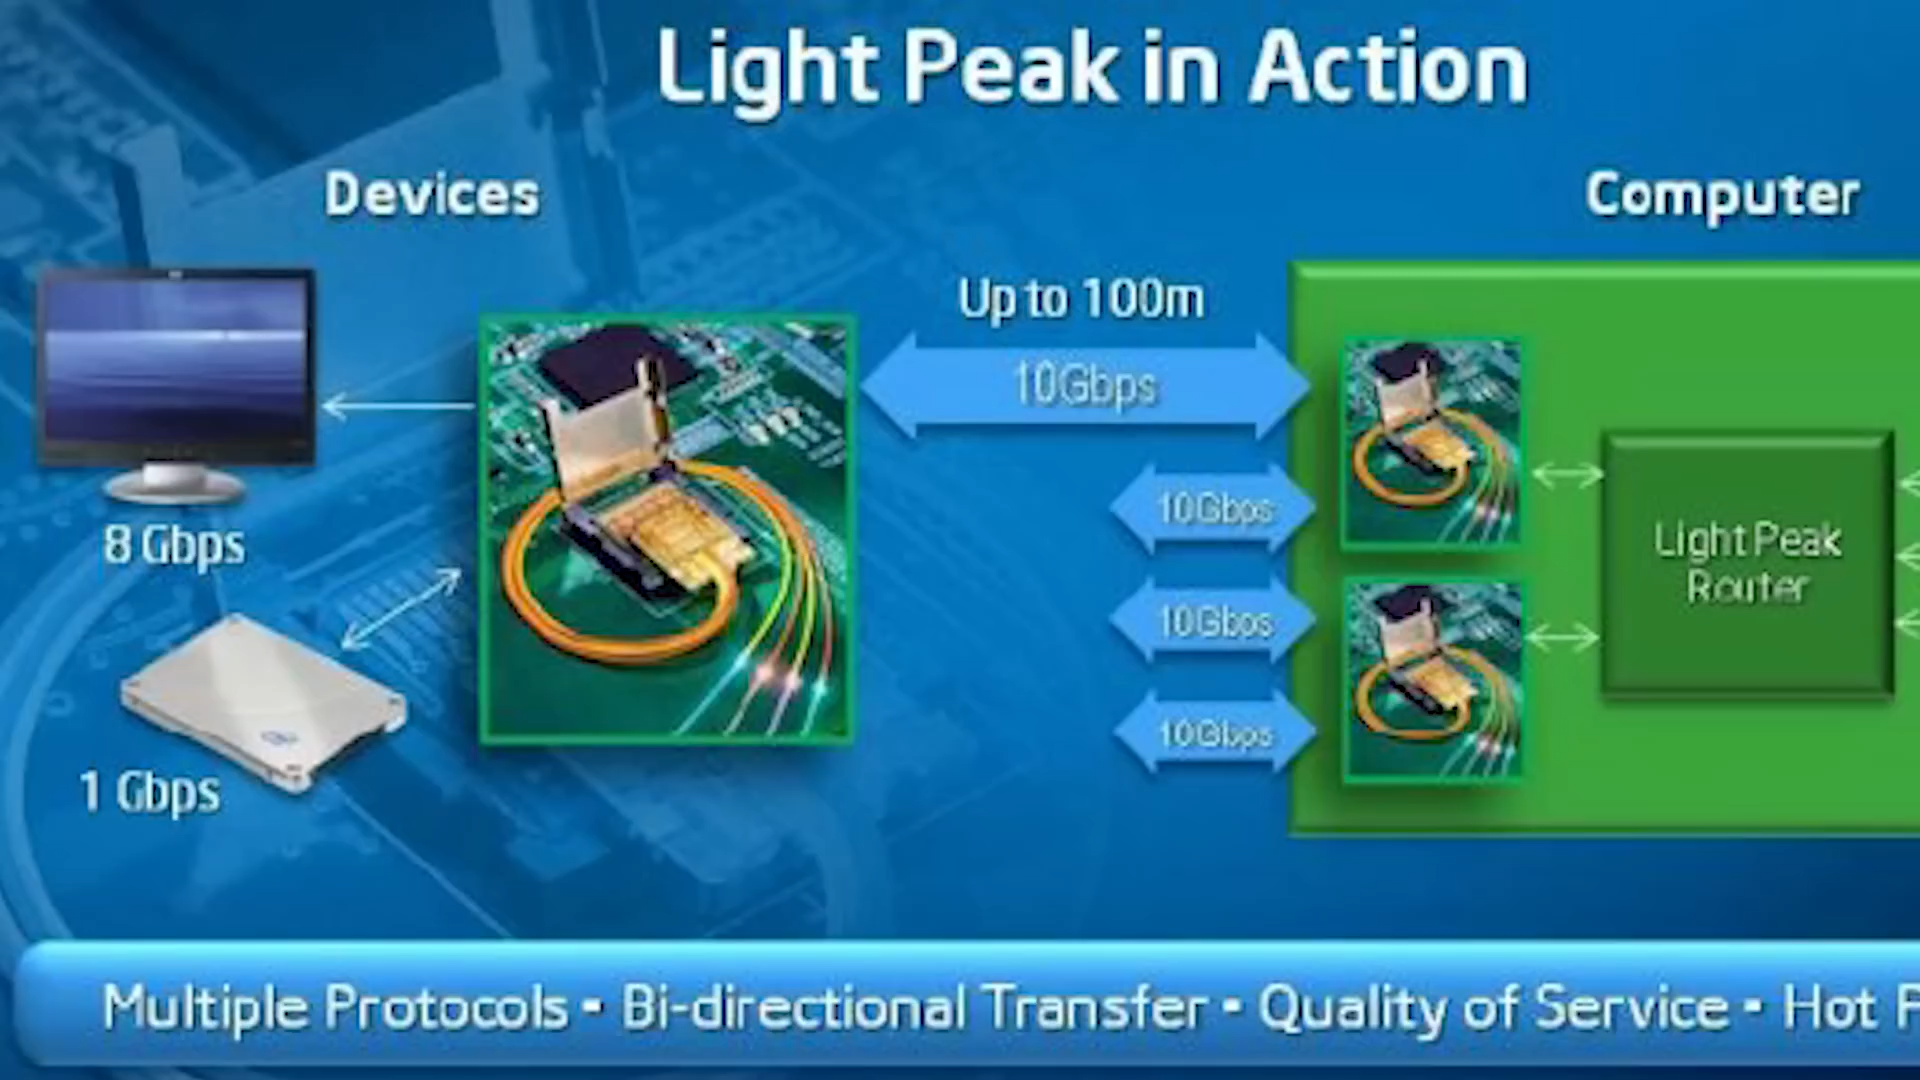 Light Peak in Action
Devices
Computer
Up to 100m
10Gbps
8 Gbps
10Gbps
Light Peak
Router
10Gbps
10Gbps
1 Gbps
Multiple Protocols ▪ Bi-directional Transfer ▪ Quality of Service ▪ Hot